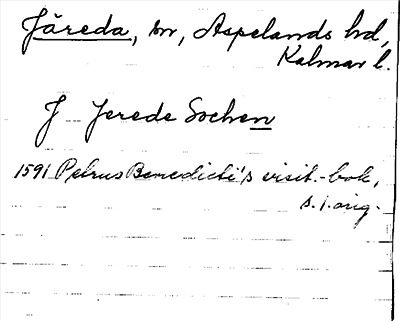 Järeda, sn, Aspelands hd,
Kalmar l.
J Jerede Sochen
1591 Petrus Benedicti's visit.-bok,
s. 1. orig.